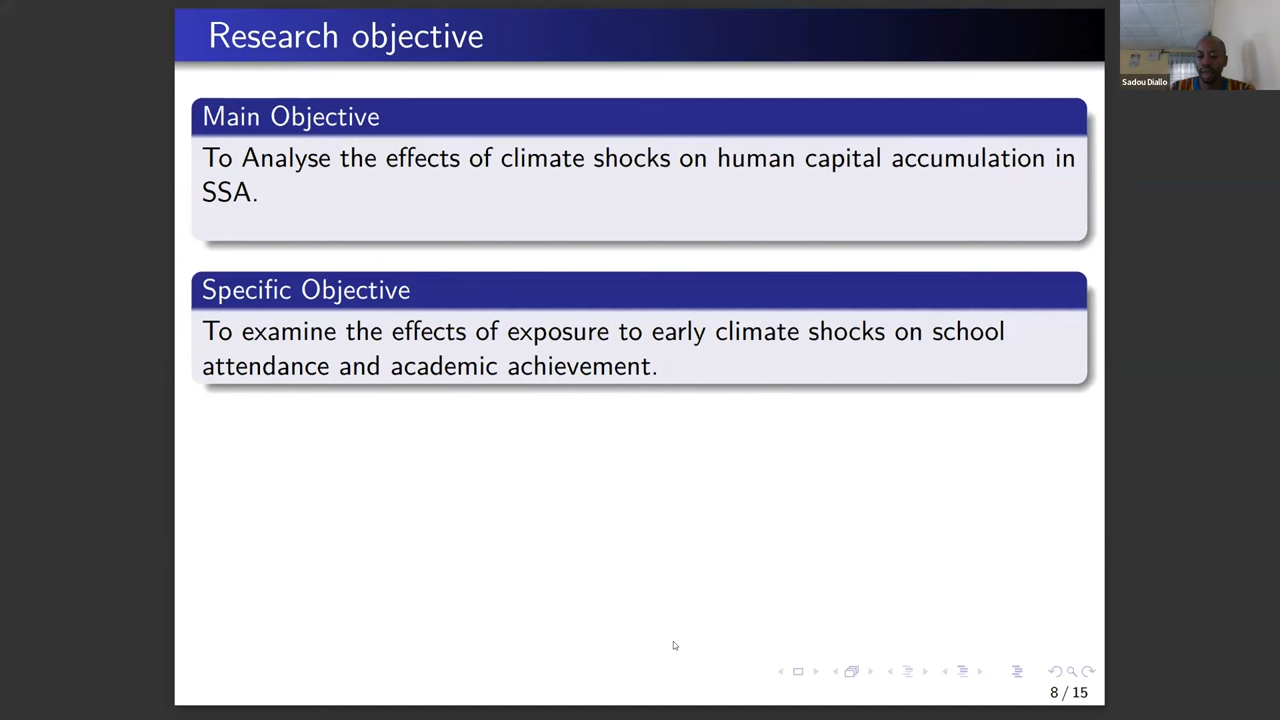 Research objective
Sadou Diallo
Main Objective
To Analyse the effects of climate shocks on human capital accumulation in
SSA.
Specific Objective
To examine the effects of exposure to early climate shocks on school
attendance and academic achievement.
8 / 15